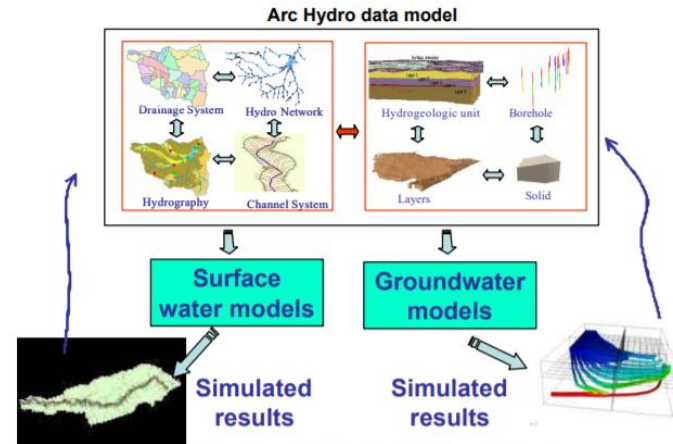 Arc Hydro data model
Drainage System
Hydro Network
Hydrogeologic unit
Borehole
Hydrography
Channel System
Layers
Solid
Surface
water models
Groundwater
models
Simulated
results
Simulated
results